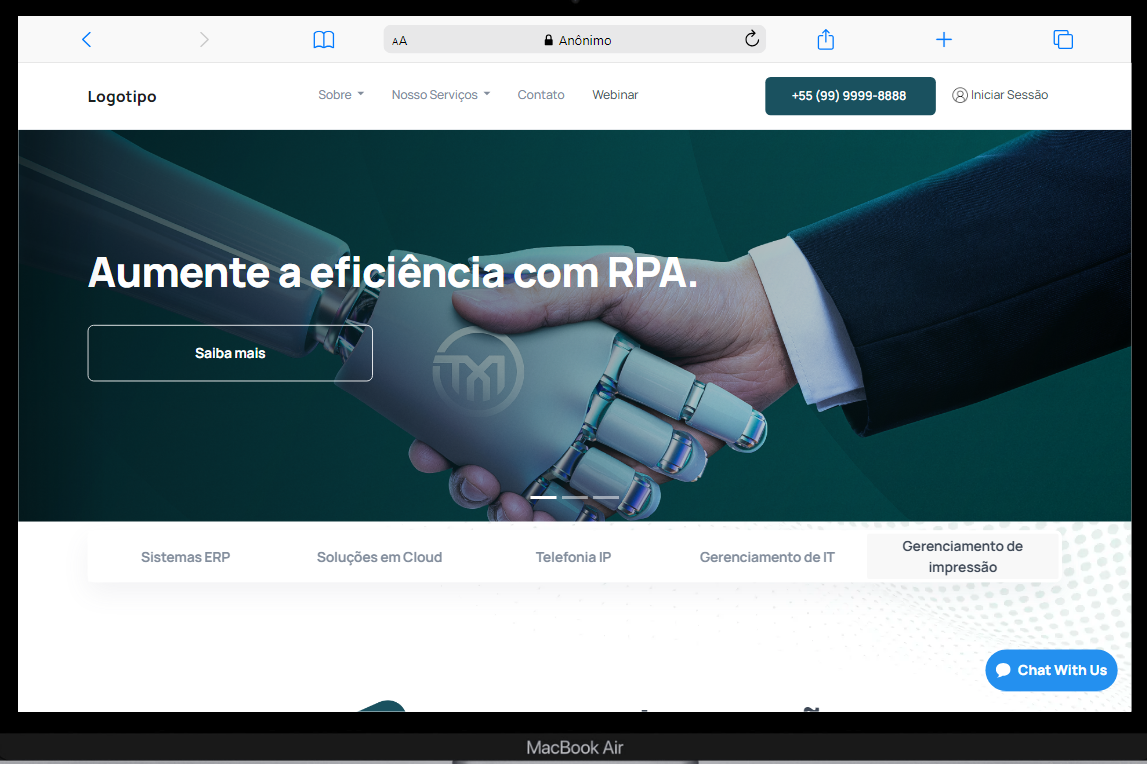 AA
Anônimo
Logotipo
Sobre
Nosso Serviços
Contato
Webinar
+55 (99) 9999-8888
Iniciar Sessão
Aumente a eficiência com RPA.
Saiba mais
Sistemas ERP
Soluções em Cloud
Telefonia IP
Gerenciamento de IT
Gerenciamento de
impressão
Chat With Us
MacBook Air